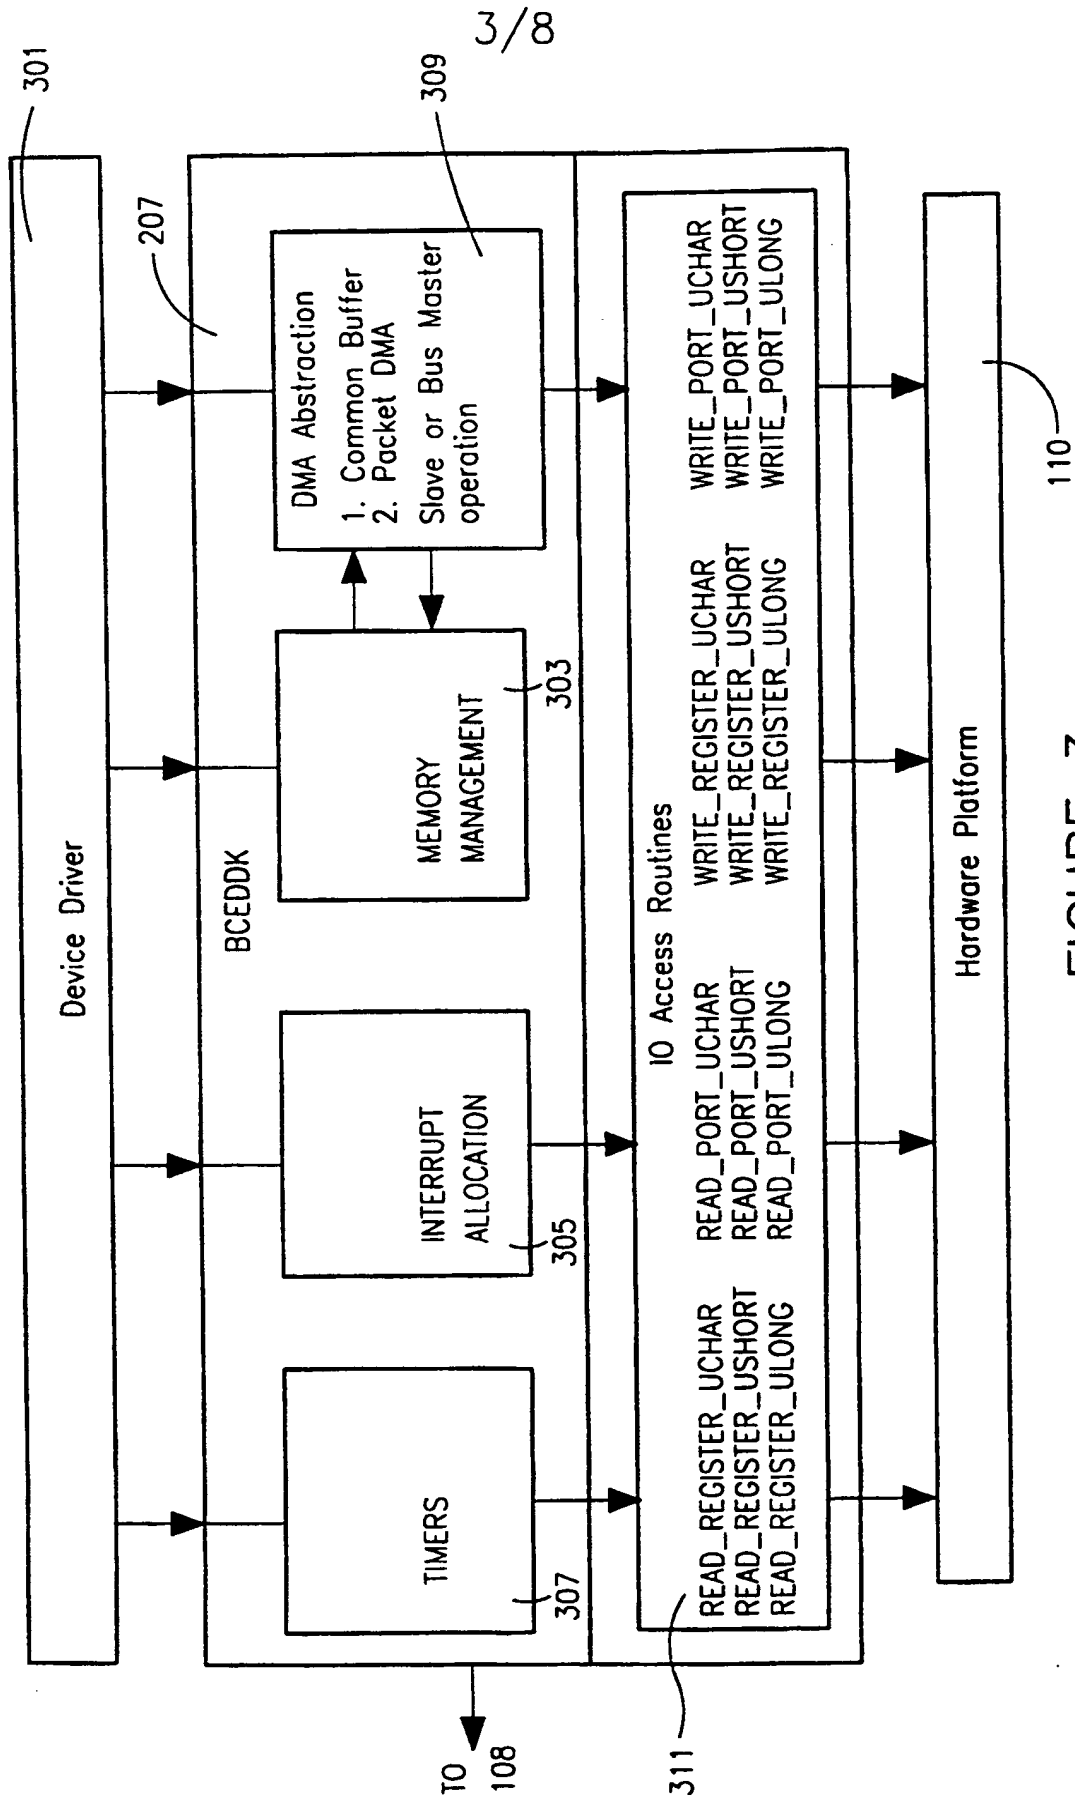 3/8
301
Device Driver
207
BCEDDK
TIMERS
307
INTERRUPT
ALLOCATION
305
MEMORY
MANAGEMENT
303
DMA Abstraction
1. Common Buffer
2. Packet DMA
Slave or Bus Master
operation
309
TO
108
IO Access Routines
READ_REGISTER_UCHAR
READ_REGISTER_USHORT
READ_REGISTER_ULONG
READ_PORT_UCHAR
READ_PORT_USHORT
READ_PORT_ULONG
WRITE_REGISTER_UCHAR
WRITE_REGISTER_USHORT
WRITE_REGISTER_ULONG
WRITE_PORT_UCHAR
WRITE_PORT_USHORT
WRITE_PORT_ULONG
311
Hardware Platform
110
FIGURE 3